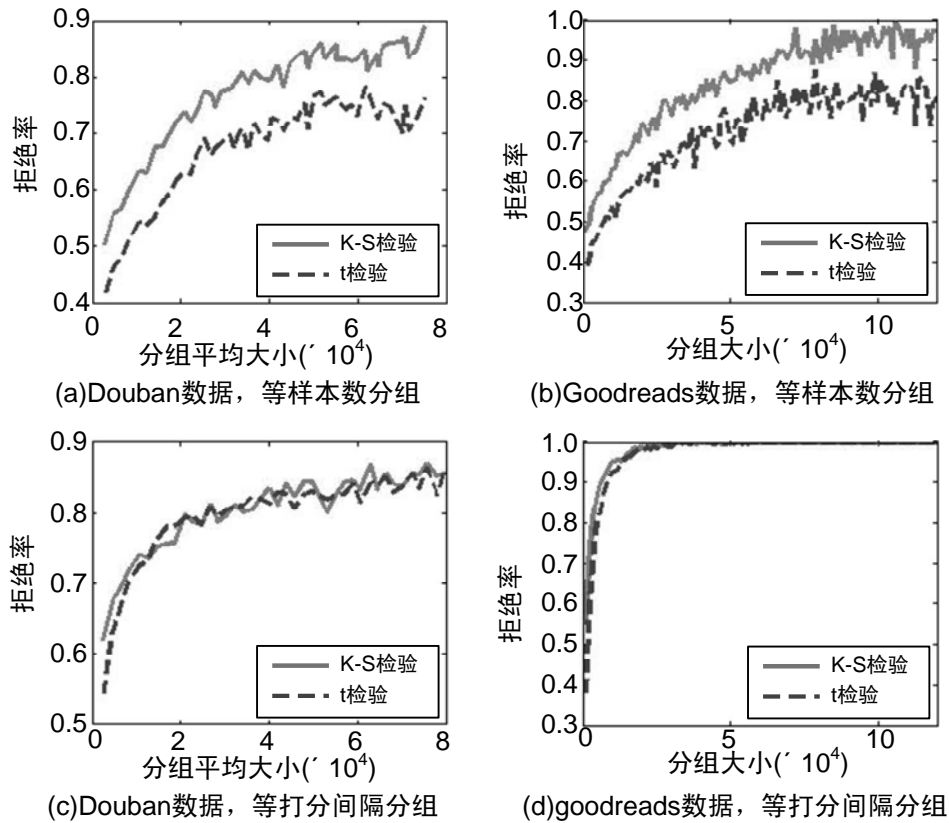 0.9
0.8
0.7
0.6
0.5
0.4
拒绝率
K-S检验
t检验
0 2 4 6 8
分组平均大小(´ 10⁴)
(a)Douban数据，等样本数分组
1.0
0.9
0.8
0.7
0.6
0.5
0.4
0.3
拒绝率
K-S检验
t检验
0 5 10
分组大小(´ 10⁴)
(b)Goodreads数据，等样本数分组
0.9
0.8
0.7
0.6
0.5
拒绝率
K-S检验
t检验
0 2 4 6 8
分组平均大小(´ 10⁴)
(c)Douban数据，等打分间隔分组
1.0
0.9
0.8
0.7
0.6
0.5
0.4
0.3
拒绝率
K-S检验
t检验
0 5 10
分组大小(´ 10⁴)
(d)goodreads数据，等打分间隔分组